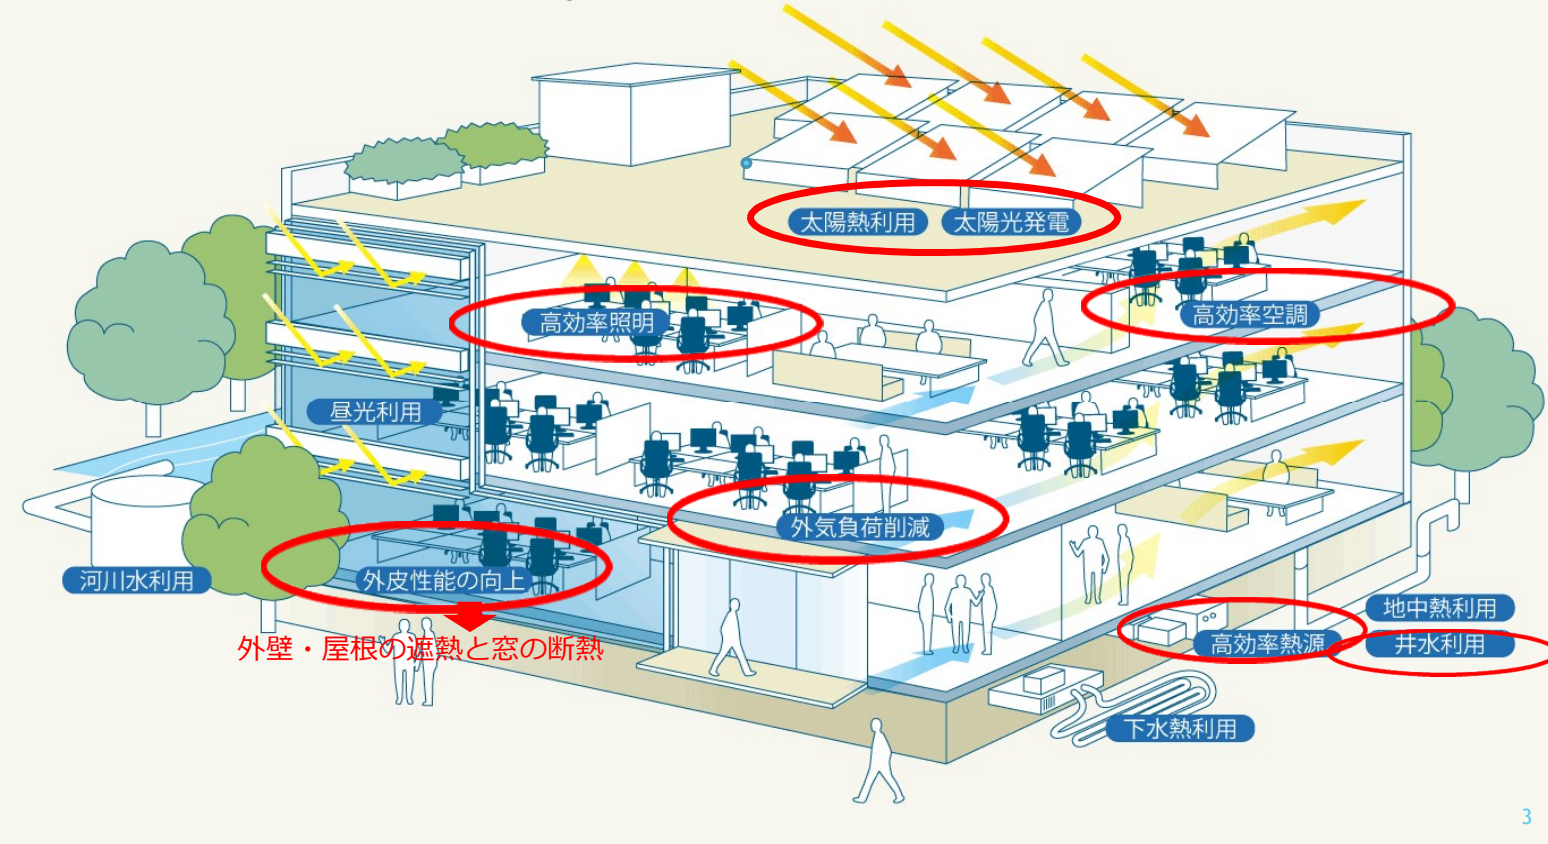 太陽熱利用
太陽光発電
高効率照明
高効率空調
昼光利用
外気負荷削減
河川水利用
外皮性能の向上
外壁・屋根の遮熱と窓の断熱
地中熱利用
高効率熱源
井水利用
下水熱利用
3